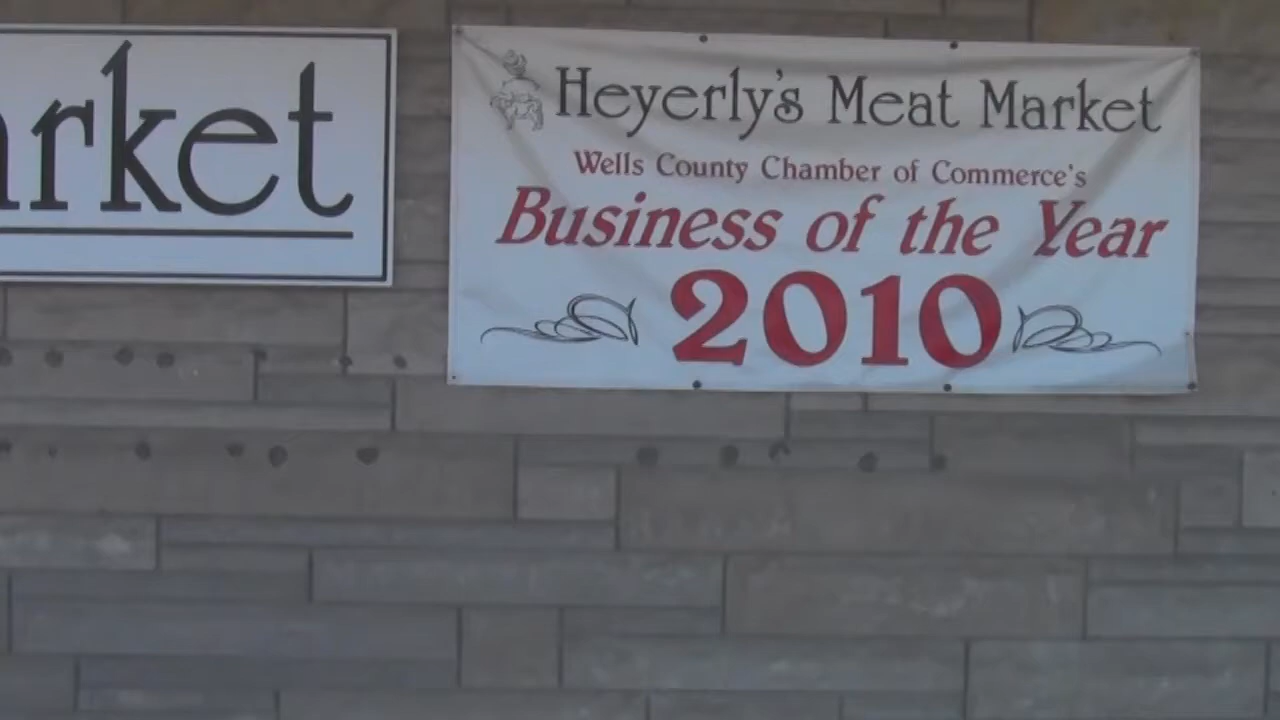 arket
Heyerly's Meat Market
Wells County Chamber of Commerce's
Business of the Year
2010